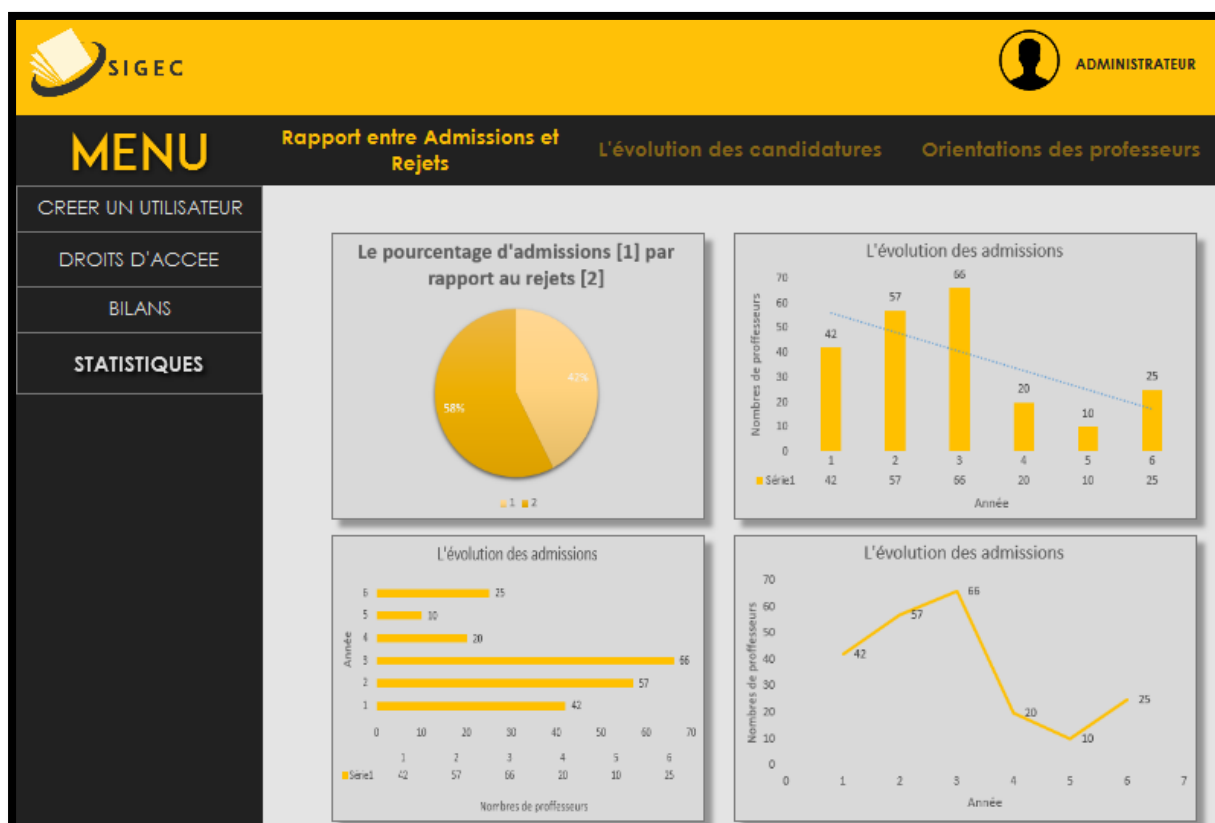 SIGEC
ADMINISTRATEUR
MENU
Rapport entre Admissions et
Rejets
L'évolution des candidatures
Orientations des professeurs
CREER UN UTILISATEUR
DROITS D'ACCEE
BILANS
STATISTIQUES
Le pourcentage d'admissions [1] par
rapport au rejets [2]
42%
58%
1 2
L'évolution des admissions
Nombres de proffesseurs
70
60
50
40
30
20
10
0
42
57
66
20
10
25
1 2 3 4 5 6
Série1 42 57 66 20 10 25
Année
L'évolution des admissions
Année
6 25
5 10
4 20
3 66
2 57
1 42
0 10 20 30 40 50 60 70
1 2 3 4 5 6
Série1 42 57 66 20 10 25
Nombres de proffesseurs
L'évolution des admissions
Nombres de proffesseurs
70
60
50
40
30
20
10
0
42
57
66
20
10
25
0 1 2 3 4 5 6 7
Année